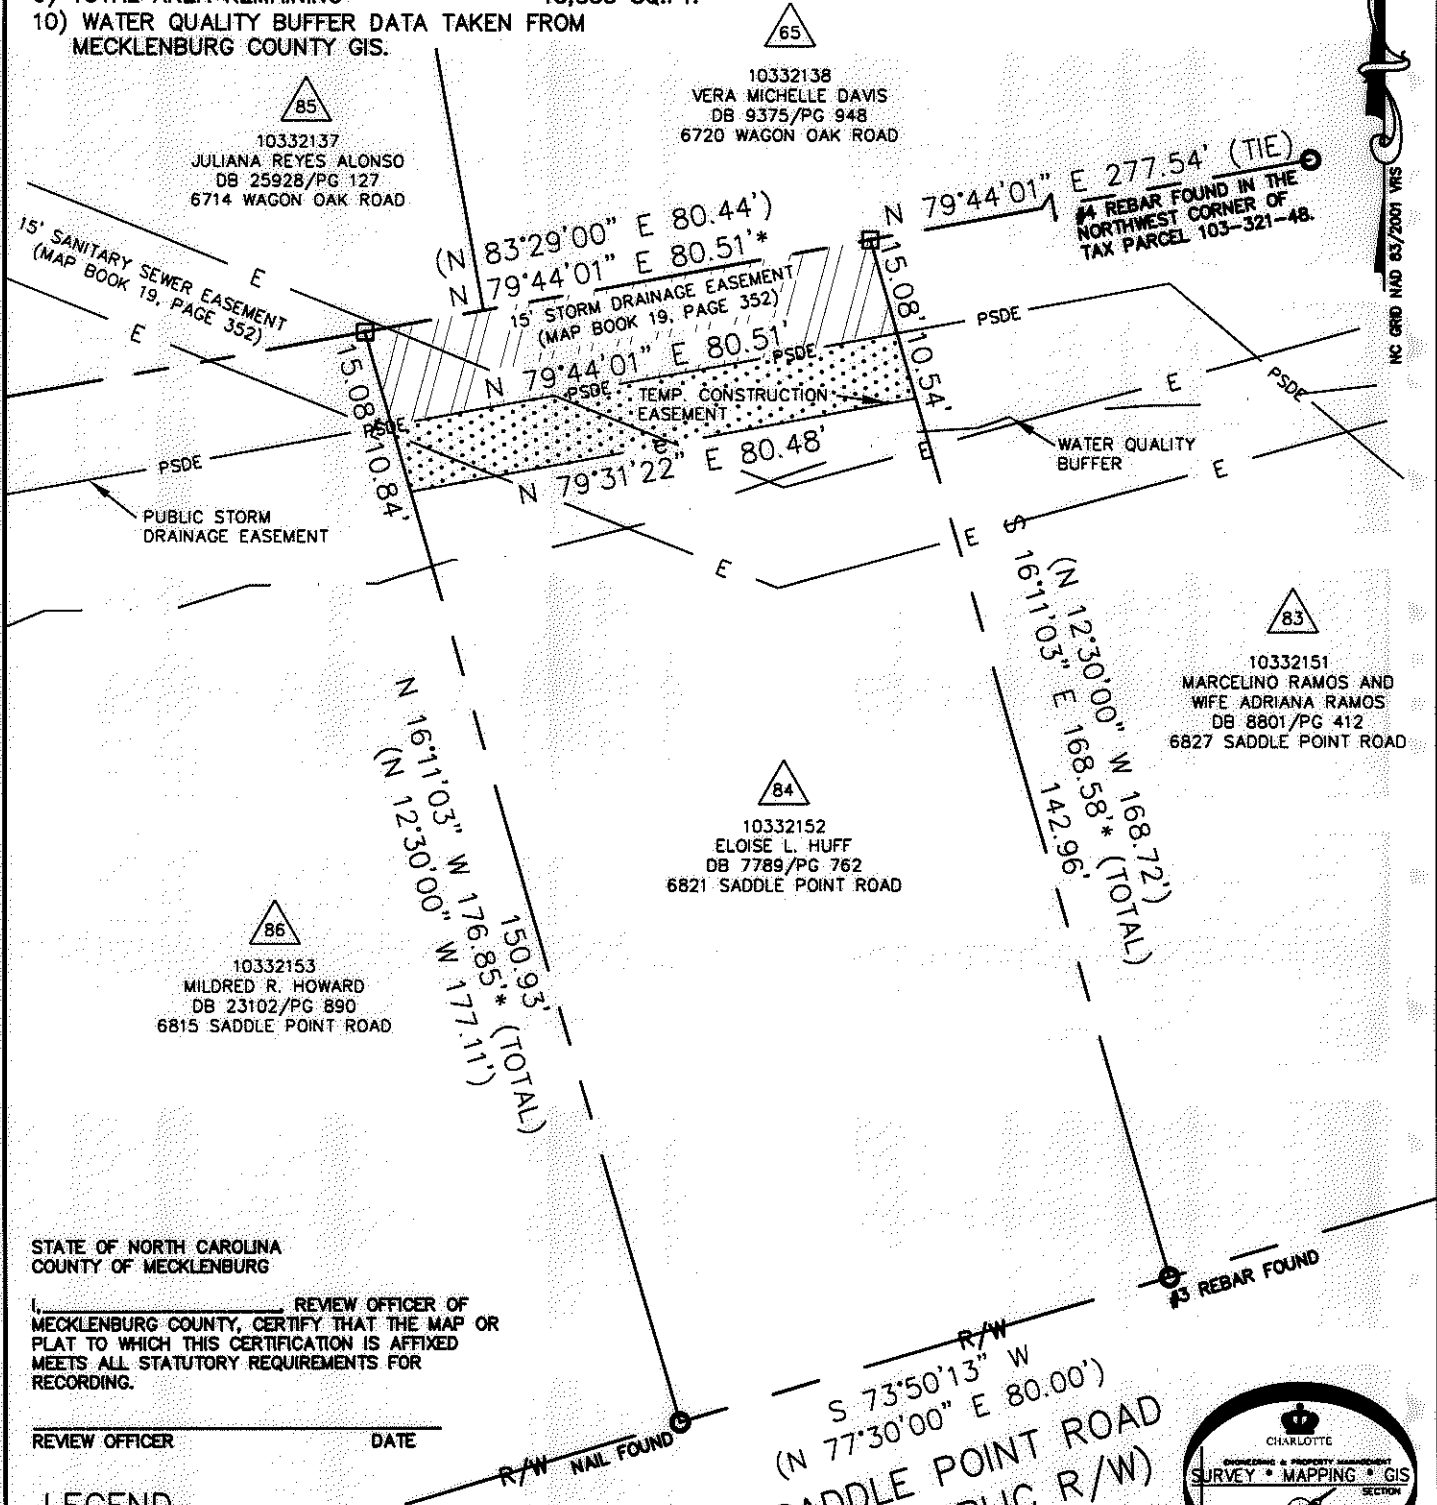 10) WATER QUALITY BUFFER DATA TAKEN FROM
MECKLENBURG COUNTY GIS.
65
10332138
VERA MICHELLE DAVIS
DB 9375/PG 948
6720 WAGON OAK ROAD
85
10332137
JULIANA REYES ALONSO
DB 25928/PG 127
6714 WAGON OAK ROAD
NC GRID NAD 83/2001 VRS
N 79°44'01" E 277.54' (TIE)
#4 REBAR FOUND IN THE
NORTHWEST CORNER OF
TAX PARCEL 103-321-48.
15' SANITARY SEWER EASEMENT
(MAP BOOK 19, PAGE 352)
E
E
(N 83°29'00" E 80.44')
N 79°44'01" E 80.51'*
15' STORM DRAINAGE EASEMENT
(MAP BOOK 19, PAGE 352)
N 79°44'01" E 80.51'
15.08'
10.54'
15.08'
10.84'
PSDE
PSDE
PSDE
PSDE
PSDE
PSDE
TEMP. CONSTRUCTION
EASEMENT
E
N 79°31'22" E 80.48'
E
E
WATER QUALITY
BUFFER
E
PUBLIC STORM
DRAINAGE EASEMENT
E
E
S 16°11'03" E 168.58'* (TOTAL)
(N 12°30'00" W 168.72')
142.96'
83
10332151
MARCELINO RAMOS AND
WIFE ADRIANA RAMOS
DB 8801/PG 412
6827 SADDLE POINT ROAD
N 16°11'03" W 176.85'* (TOTAL)
(N 12°30'00" W 177.11')
150.93'
84
10332152
ELOISE L. HUFF
DB 7789/PG 762
6821 SADDLE POINT ROAD
86
10332153
MILDRED R. HOWARD
DB 23102/PG 890
6815 SADDLE POINT ROAD
STATE OF NORTH CAROLINA
COUNTY OF MECKLENBURG
I, REVIEW OFFICER OF
MECKLENBURG COUNTY, CERTIFY THAT THE MAP OR
PLAT TO WHICH THIS CERTIFICATION IS AFFIXED
MEETS ALL STATUTORY REQUIREMENTS FOR
RECORDING.
REVIEW OFFICER DATE
#3 REBAR FOUND
R/W
S 73°50'13" W
(N 77°30'00" E 80.00')
R/W NAIL FOUND
SADDLE POINT ROAD
R/W)
CHARLOTTE
ENGINEERING & PROPERTY MANAGEMENT
SURVEY * MAPPING * GIS
SECTION
LEGEND